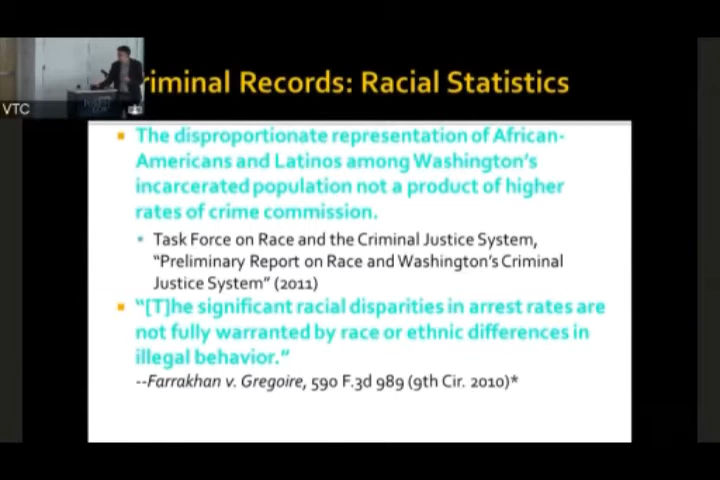 riminal Records: Racial Statistics
VTC
The disproportionate representation of African-
Americans and Latinos among Washington's
incarcerated population not a product of higher
rates of crime commission.
Task Force on Race and the Criminal Justice System,
"Preliminary Report on Race and Washington's Criminal
Justice System" (2011)
"[T]he significant racial disparities in arrest rates are
not fully warranted by race or ethnic differences in
illegal behavior."
--Farrakhan v. Gregoire, 590 F.3d 989 (9th Cir. 2010)*